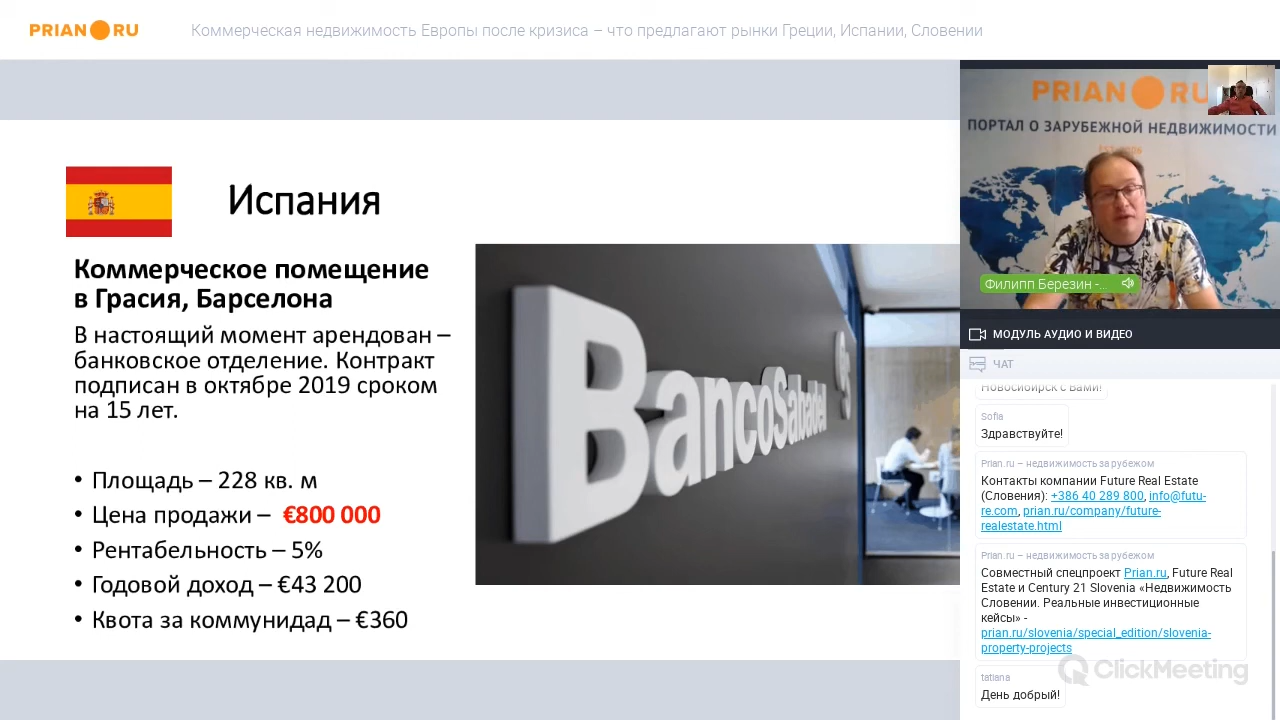 PRIAN RU
Коммерческая недвижимость Европы после кризиса – что предлагают рынки Греции, Испании, Словении
Испания
Коммерческое помещение
в Грасия, Барселона
В настоящий момент арендован –
банковское отделение. Контракт
подписан в октябре 2019 сроком
на 15 лет.
• Площадь – 228 кв. м
• Цена продажи – €800 000
• Рентабельность – 5%
• Годовой доход – €43 200
• Квота за коммунидад – €360
BancoSabadell
PRIAN RU
ПОРТАЛ О ЗАРУБЕЖНОЙ НЕДВИЖИМОСТИ
Филипп Березин -...
МОДУЛЬ АУДИО И ВИДЕО
ЧАТ
Новосибирск с Вами!
Sofia
Здравствуйте!
Prian.ru – недвижимость за рубежом
Контакты компании Future Real Estate
(Словения): +386 40 289 800, info@futu-
re.com, prian.ru/company/future-
realestate.html
Prian.ru – недвижимость за рубежом
Совместный спецпроект Prian.ru, Future Real
Estate и Century 21 Slovenia «Недвижимость
Словении. Реальные инвестиционные
кейсы» -
prian.ru/slovenia/special_edition/slovenia-
property-projects
ClickMeeting
tatiana
День добрый!